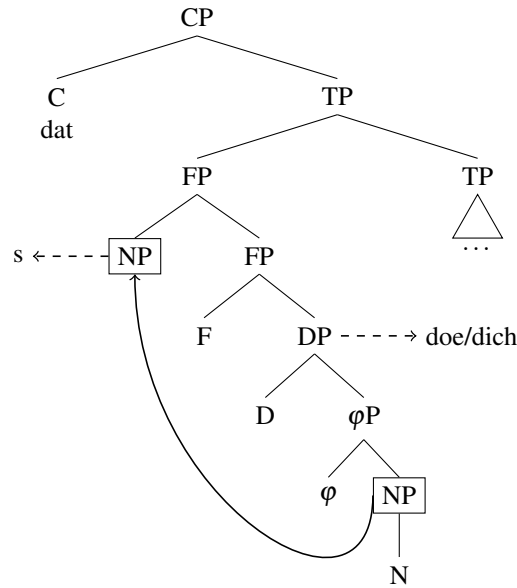 CP
C TP
dat
FP TP
...
s NP FP
F DP doe/dich
D φP
φ NP
N